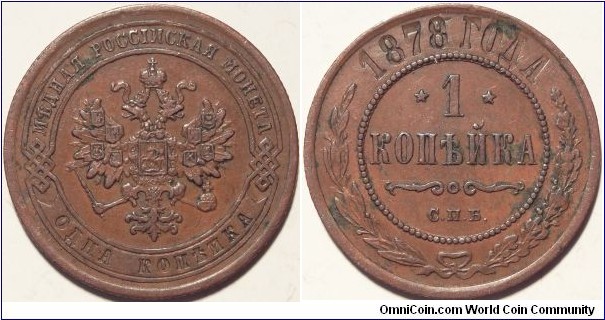 МѢДНАЯ РОССІЙСКАЯ МОНЕТА
ОДНА КОПѢЙКА
1878 ГОДА
1
КОПѢЙКА
С.П.Б.
© OmniCoin.com World Coin Community